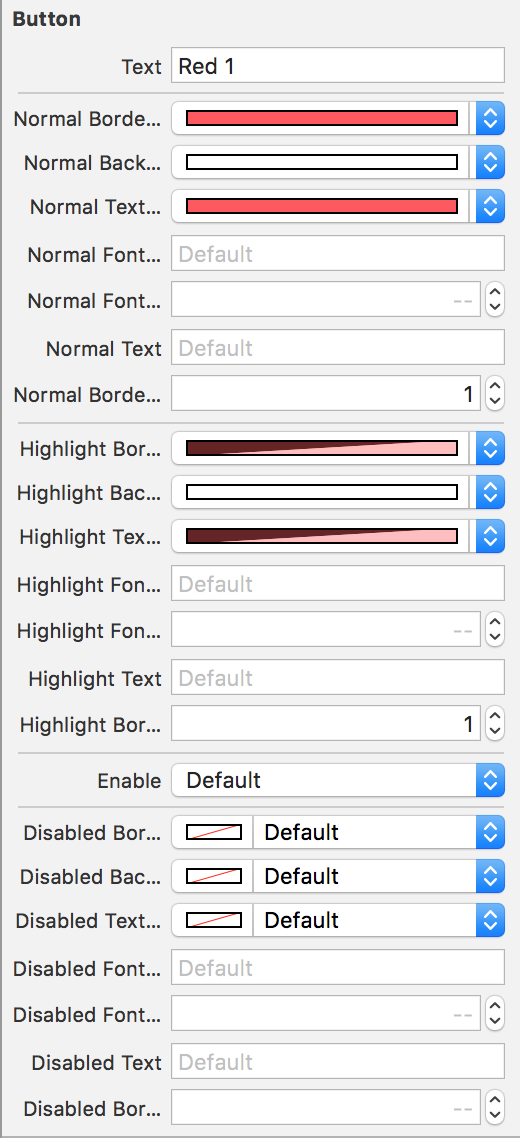 Button
Text Red 1
Normal Borde...
Normal Back...
Normal Text...
Normal Font... Default
Normal Font... --
Normal Text Default
Normal Borde... 1
Highlight Bor...
Highlight Bac...
Highlight Tex...
Highlight Fon... Default
Highlight Fon... --
Highlight Text Default
Highlight Bor... 1
Enable Default
Disabled Bor... Default
Disabled Bac... Default
Disabled Text... Default
Disabled Font... Default
Disabled Font... --
Disabled Text Default
Disabled Bor... --